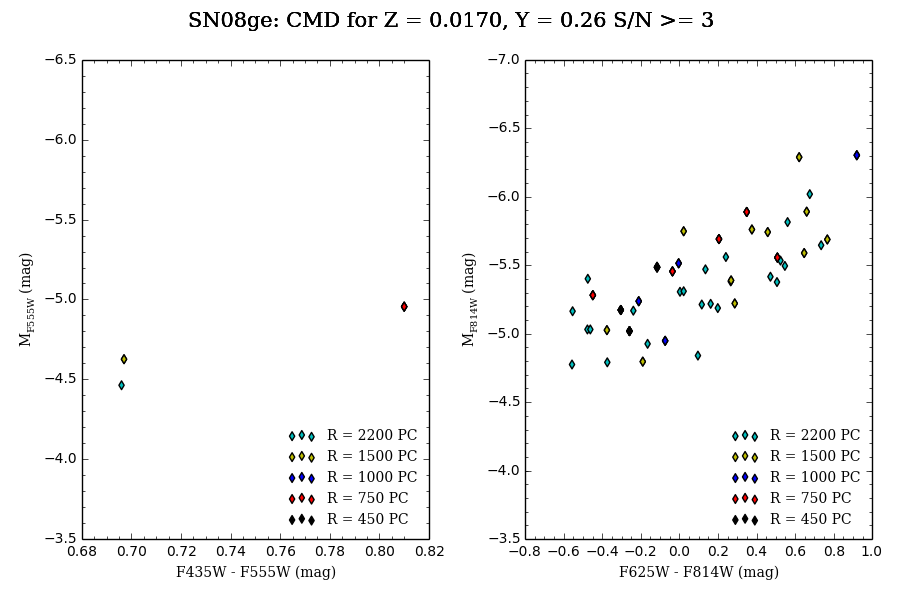 SN08ge: CMD for Z = 0.0170, Y = 0.26 S/N >= 3
−6.5
−6.0
−5.5
−5.0
−4.5
−4.0
−3.5
M_F555W (mag)
0.68 0.70 0.72 0.74 0.76 0.78 0.80 0.82
F435W - F555W (mag)
R = 2200 PC
R = 1500 PC
R = 1000 PC
R = 750 PC
R = 450 PC
−7.0
−6.5
−6.0
−5.5
−5.0
−4.5
−4.0
−3.5
M_F814W (mag)
−0.8 −0.6 −0.4 −0.2 0.0 0.2 0.4 0.6 0.8 1.0
F625W - F814W (mag)
R = 2200 PC
R = 1500 PC
R = 1000 PC
R = 750 PC
R = 450 PC